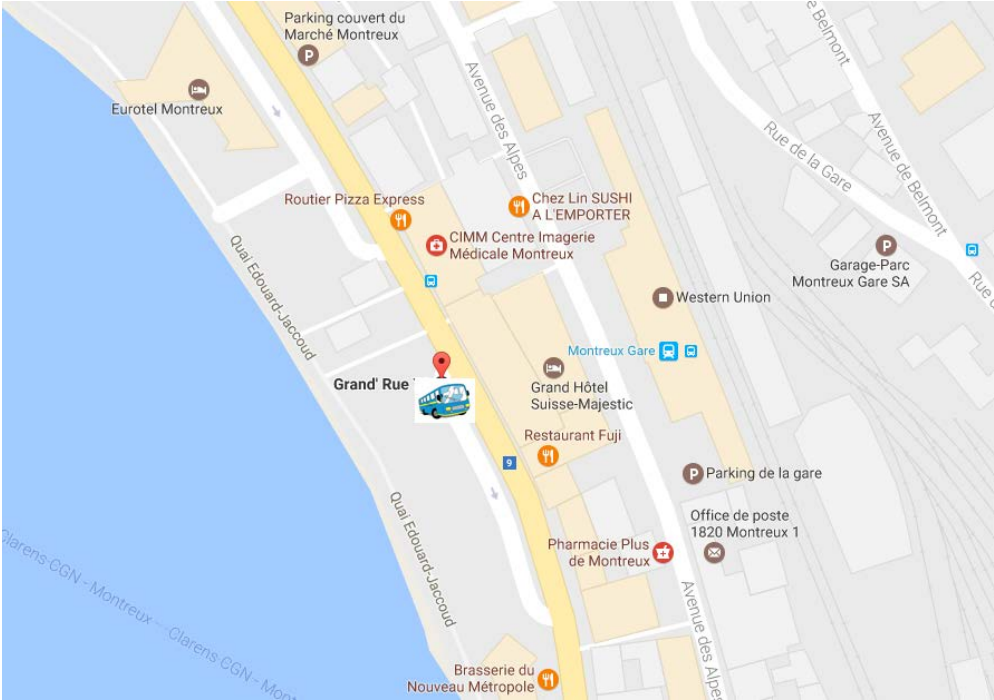 Parking couvert du
Marché Montreux
P
Eurotel Montreux
Avenue des Alpes
e Belmont
Rue de la Gare
Avenue de Belmont
Routier Pizza Express
Chez Lin SUSHI
A L'EMPORTER
CIMM Centre Imagerie
Médicale Montreux
Quai Edouard-Jaccoud
P
Garage-Parc
Montreux Gare SA
Rue d
Western Union
Montreux Gare
Grand' Rue
Grand Hôtel
Suisse-Majestic
Restaurant Fuji
9
P Parking de la gare
Quai Edouard-Jaccoud
Office de poste
1820 Montreux 1
Pharmacie Plus
de Montreux
Clarens CGN - Montreux – Clarens CGN - Mont
Avenue des Alpes
Brasserie du
Nouveau Métropole